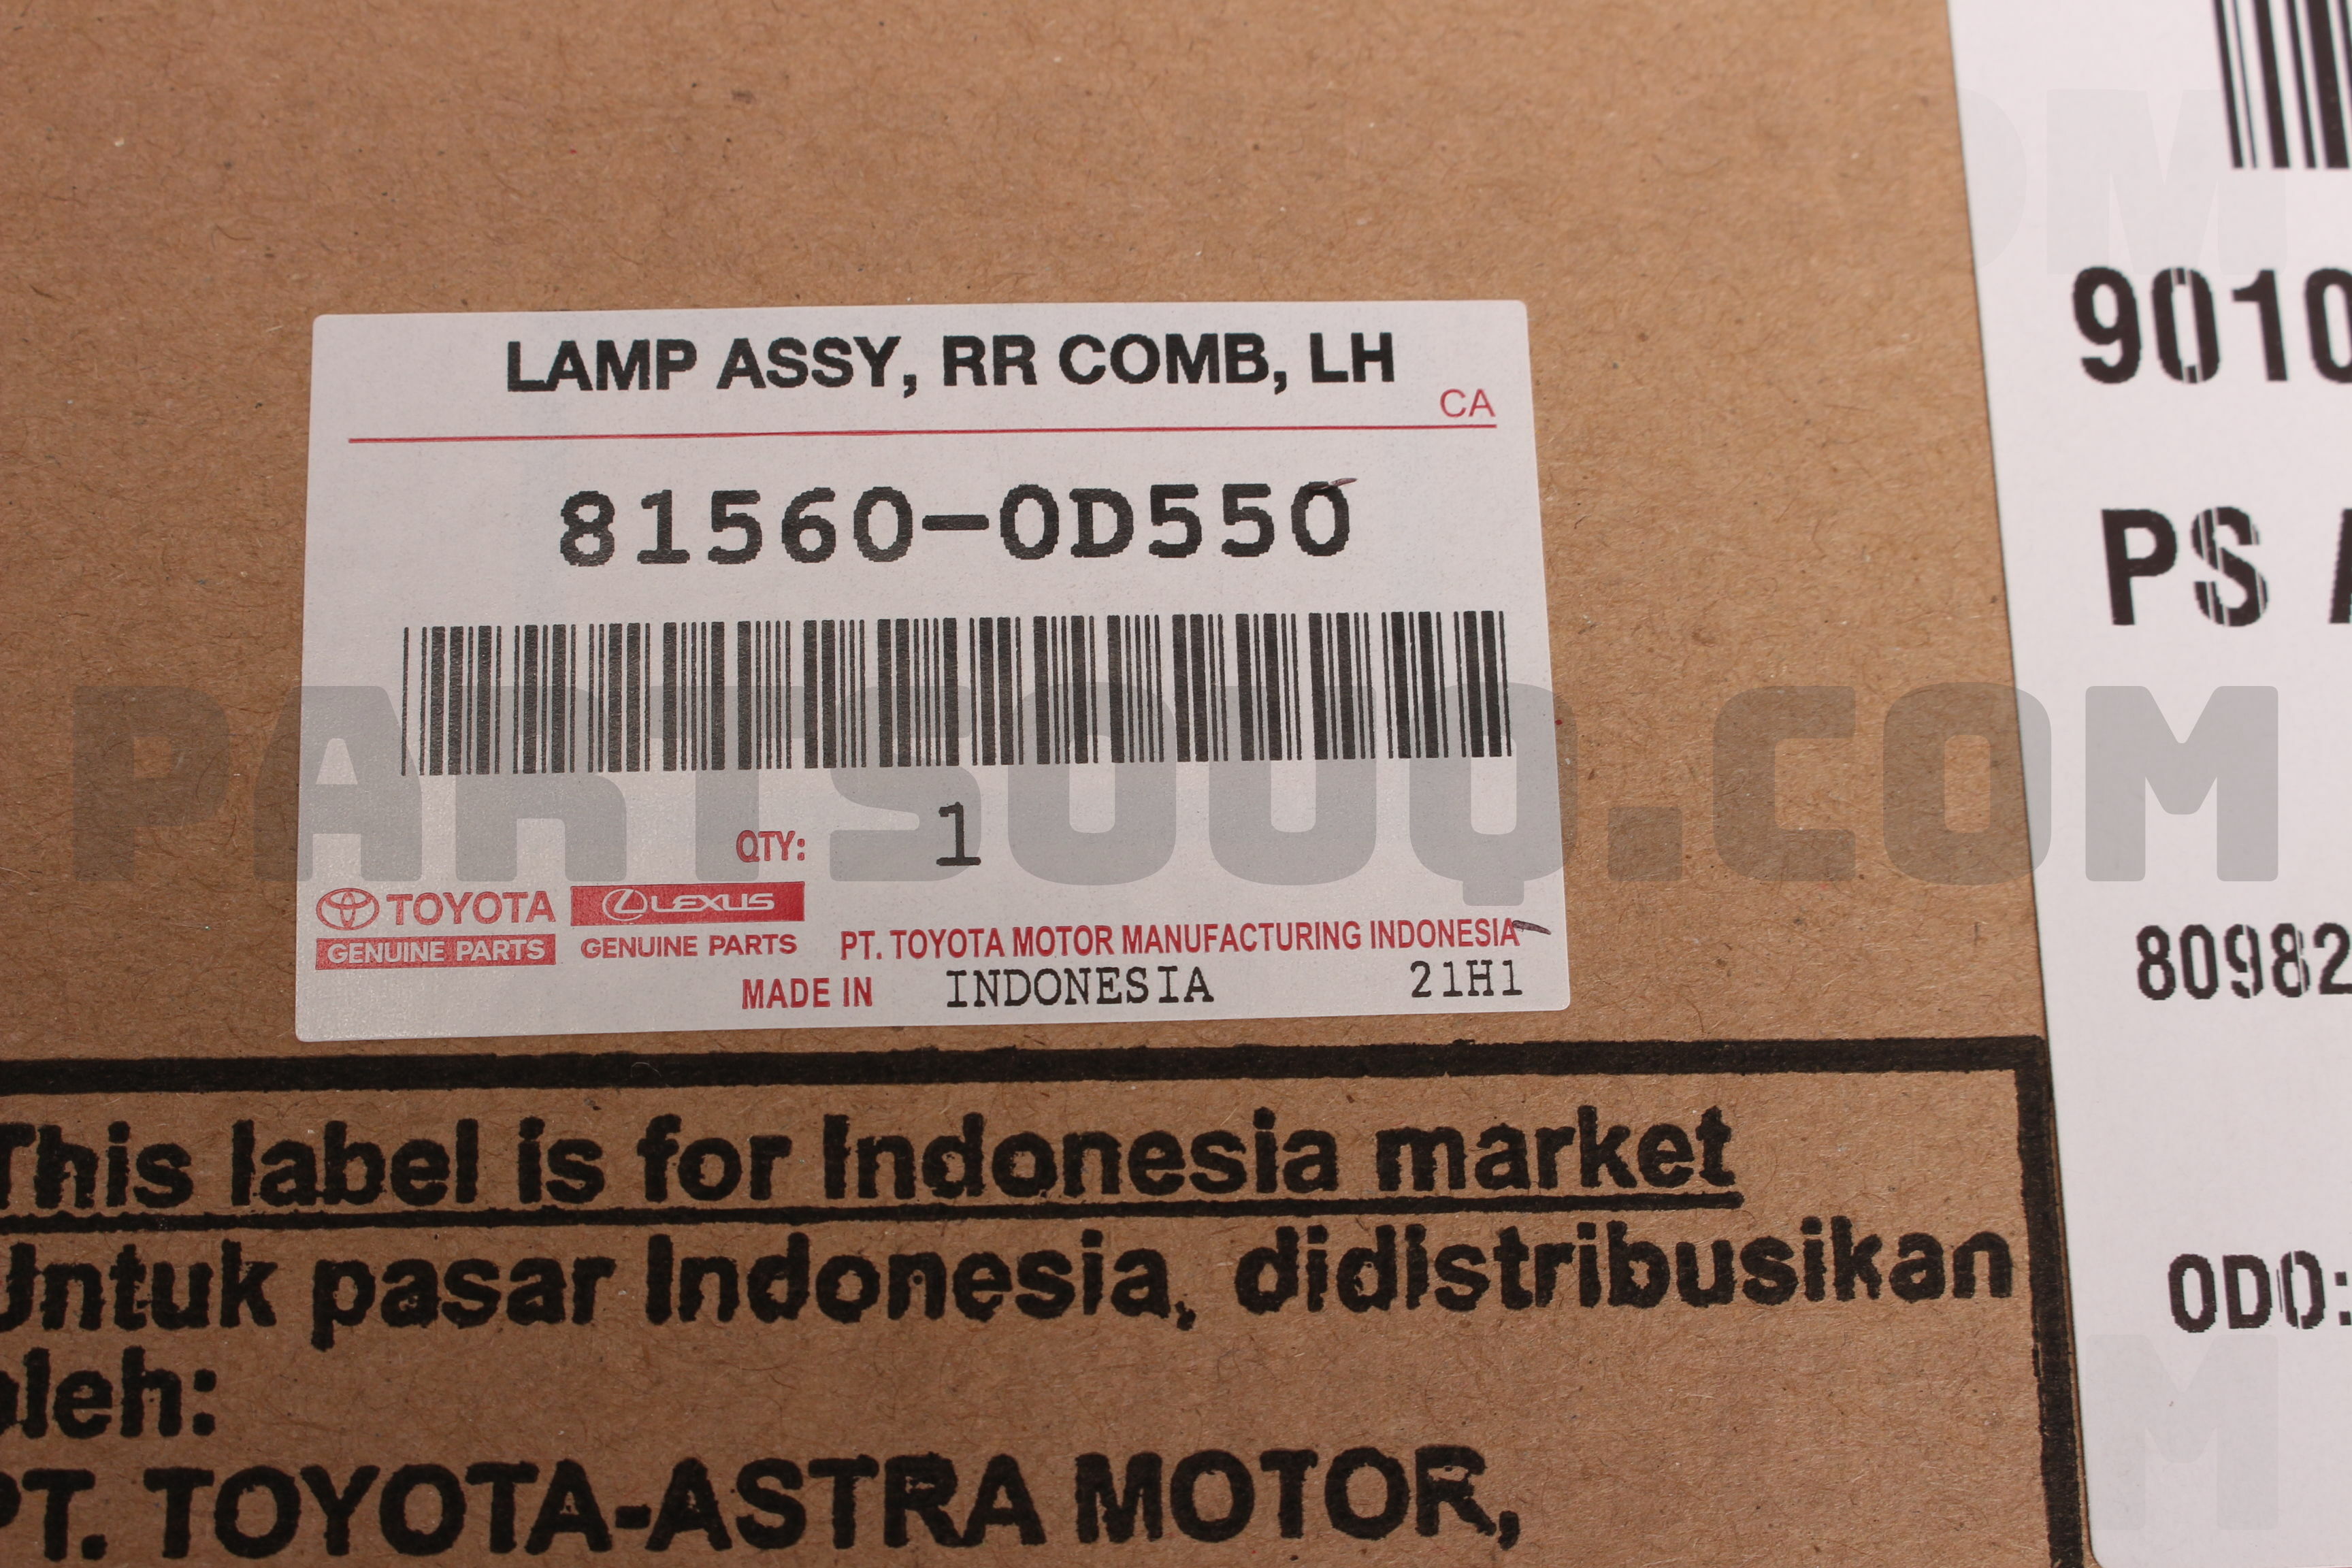 LAMP ASSY, RR COMB, LH
CA
81560-0D550
QTY: 1
TOYOTA
GENUINE PARTS
LEXUS
GENUINE PARTS
PT. TOYOTA MOTOR MANUFACTURING INDONESIA
MADE IN INDONESIA 21H1
This label is for Indonesia market
Untuk pasar Indonesia, didistribusikan
oleh:
PT. TOYOTA-ASTRA MOTOR,
9010
PS
80982
ODO:
PARTSOUQ.COM